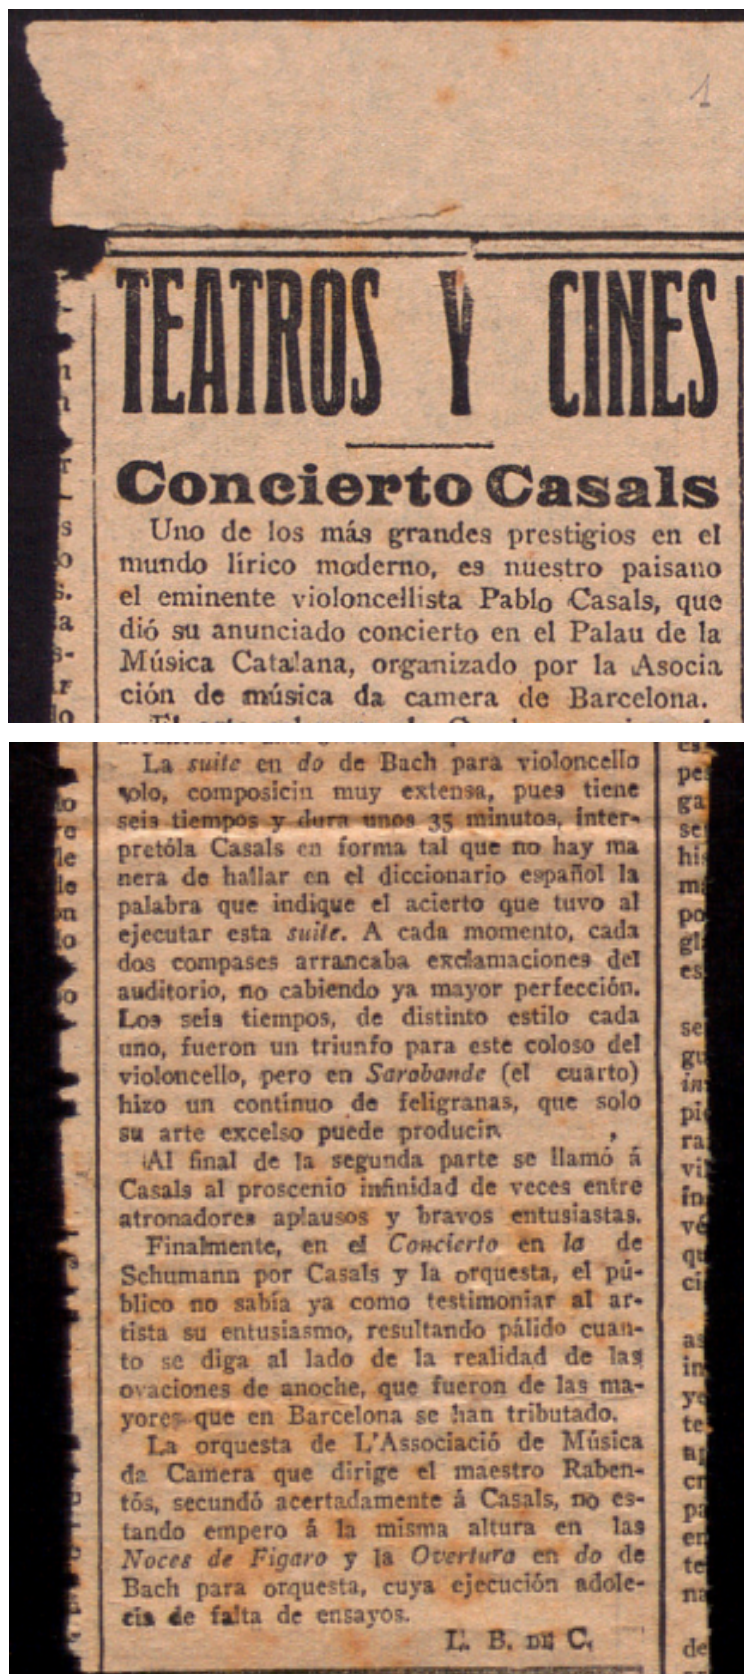 1
TEATROS Y CINES
Concierto Casals
Uno de los más grandes prestigios en el
mundo lírico moderno, es nuestro paisano
el eminente violoncellista Pablo Casals, que
dió su anunciado concierto en el Palau de la
Música Catalana, organizado por la Asocia
ción de música da camera de Barcelona.
La suite en do de Bach para violoncello
solo, composicin muy extensa, pues tiene
seis tiempos y dura unos 35 minutos, inter-
pretóla Casals en forma tal que no hay ma
nera de hallar en el diccionario español la
palabra que indique el acierto que tuvo al
ejecutar esta suite. A cada momento, cada
dos compases arrancaba exclamaciones del
auditorio, no cabiendo ya mayor perfección.
Los seis tiempos, de distinto estilo cada
uno, fueron un triunfo para este coloso del
violoncello, pero en Sarabande (el cuarto)
hizo un contínuo de feligranas, que solo
su arte excelso puede producir.
Al final de la segunda parte se llamó á
Casals al proscenio infinidad de veces entre
atronadores aplausos y bravos entusiastas.
Finalmente, en el Concierto en la de
Schumann por Casals y la orquesta, el pú-
blico no sabía ya como testimoniar al ar-
tista su entusiasmo, resultando pálido cuan-
to se diga al lado de la realidad de las
ovaciones de anoche, que fueron de las ma-
yores que en Barcelona se han tributado.
La orquesta de L'Associació de Música
da Camera que dirige el maestro Raben-
tós, secundó acertadamente á Casals, no es-
tando empero á la misma altura en las
Noces de Figaro y la Overtura en do de
Bach para orquesta, cuya ejecución adole-
cia de falta de ensayos.
L. B. DE C.